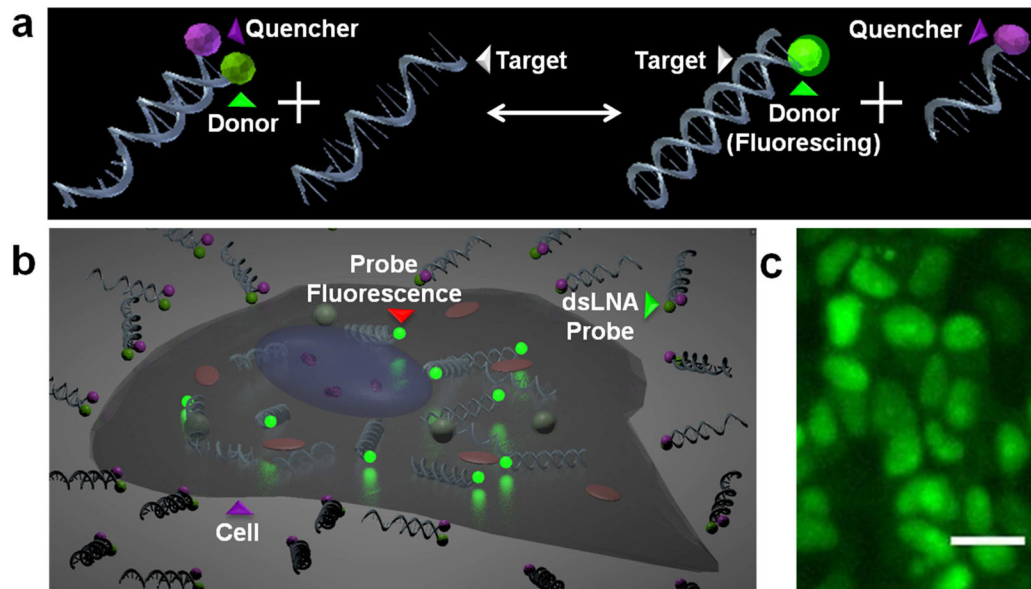 a
Quencher
Donor
Target
Target
Donor
(Fluorescing)
Quencher
b
Probe
Fluorescence
dsLNA
Probe
Cell
c